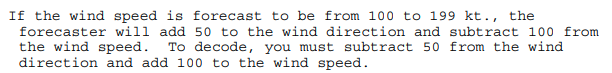 If the wind speed is forecast to be from 100 to 199 kt., the
forecaster will add 50 to the wind direction and subtract 100 from
the wind speed.  To decode, you must subtract 50 from the wind
direction and add 100 to the wind speed.